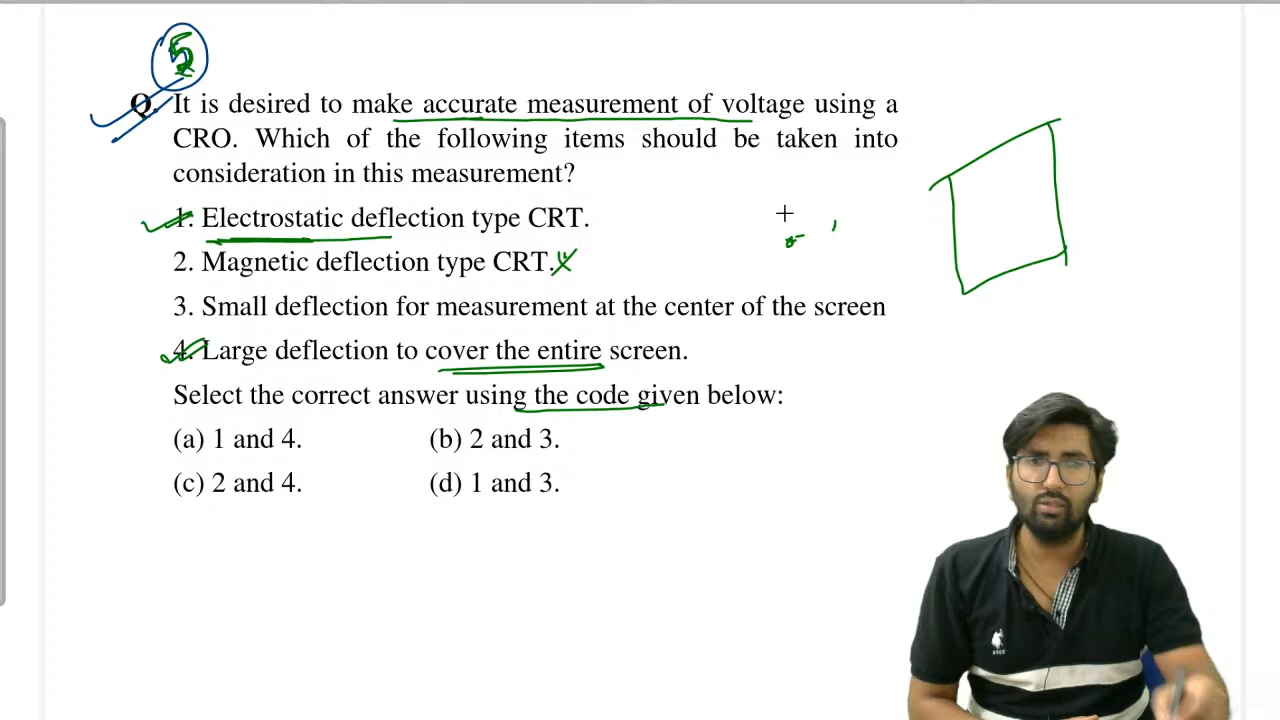 5
Q. It is desired to make accurate measurement of voltage using a
CRO. Which of the following items should be taken into
consideration in this measurement?
1. Electrostatic deflection type CRT.
2. Magnetic deflection type CRT.
3. Small deflection for measurement at the center of the screen
4. Large deflection to cover the entire screen.
Select the correct answer using the code given below:
(a) 1 and 4. (b) 2 and 3.
(c) 2 and 4. (d) 1 and 3.